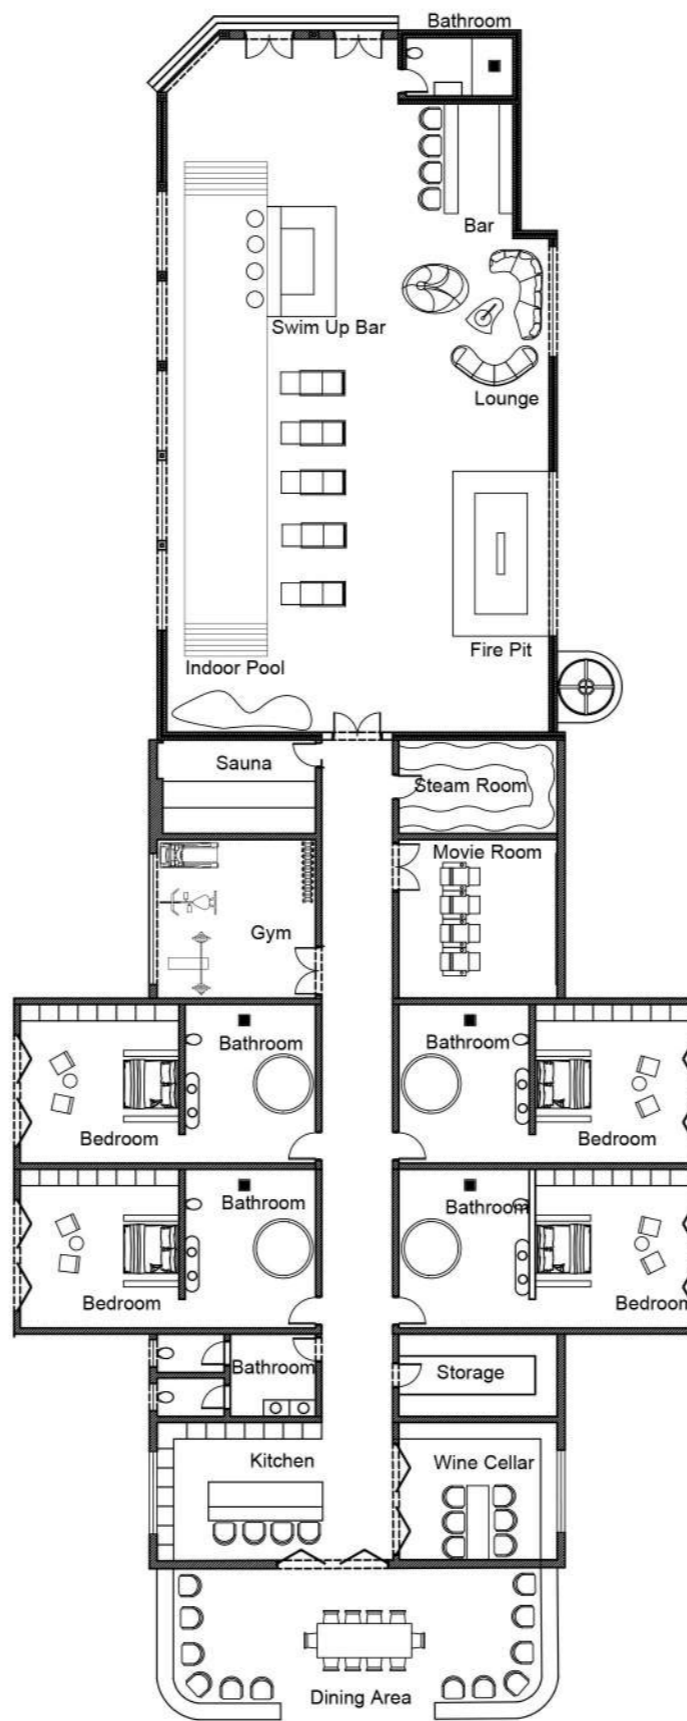 Bathroom
Bar
Swim Up Bar
Lounge
Fire Pit
Indoor Pool
Sauna
Steam Room
Movie Room
Gym
Bathroom
Bathroom
Bedroom
Bedroom
Bathroom
Bathroom
Bedroom
Bedroom
Bathroom
Storage
Kitchen
Wine Cellar
Dining Area